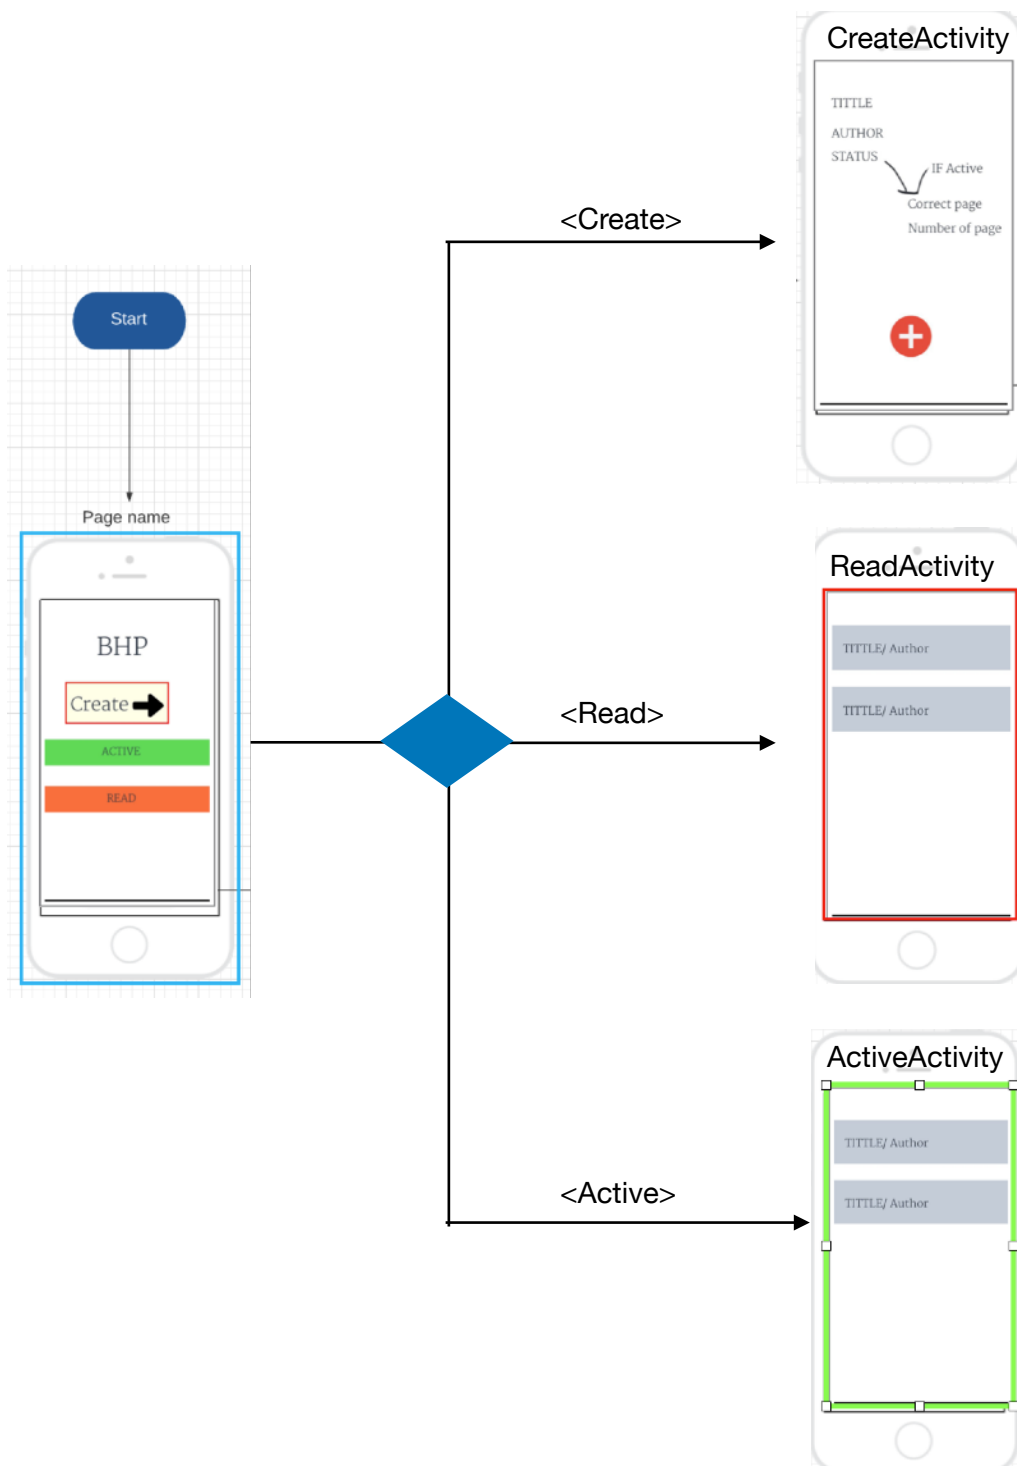 Start
Page name
BHP
Create
ACTIVE
READ
<Create>
<Read>
<Active>
CreateActivity
TITTLE
AUTHOR
STATUS
IF Active
Correct page
Number of page
ReadActivity
TITTLE/ Author
TITTLE/ Author
ActiveActivity
TITTLE/ Author
TITTLE/ Author